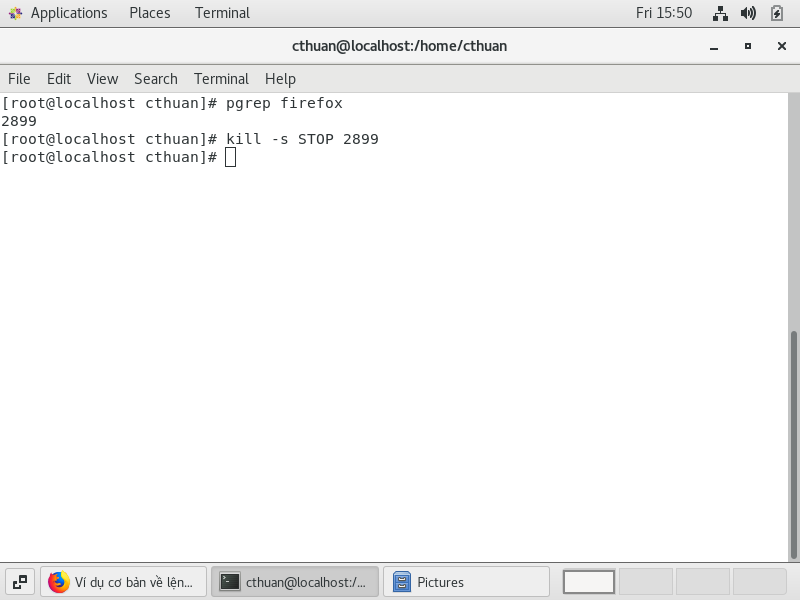 Applications Places Terminal Fri 15:50
cthuan@localhost:/home/cthuan
File Edit View Search Terminal Help
[root@localhost cthuan]# pgrep firefox
2899
[root@localhost cthuan]# kill -s STOP 2899
[root@localhost cthuan]#
Ví dụ cơ bản về lện... cthuan@localhost:/... Pictures